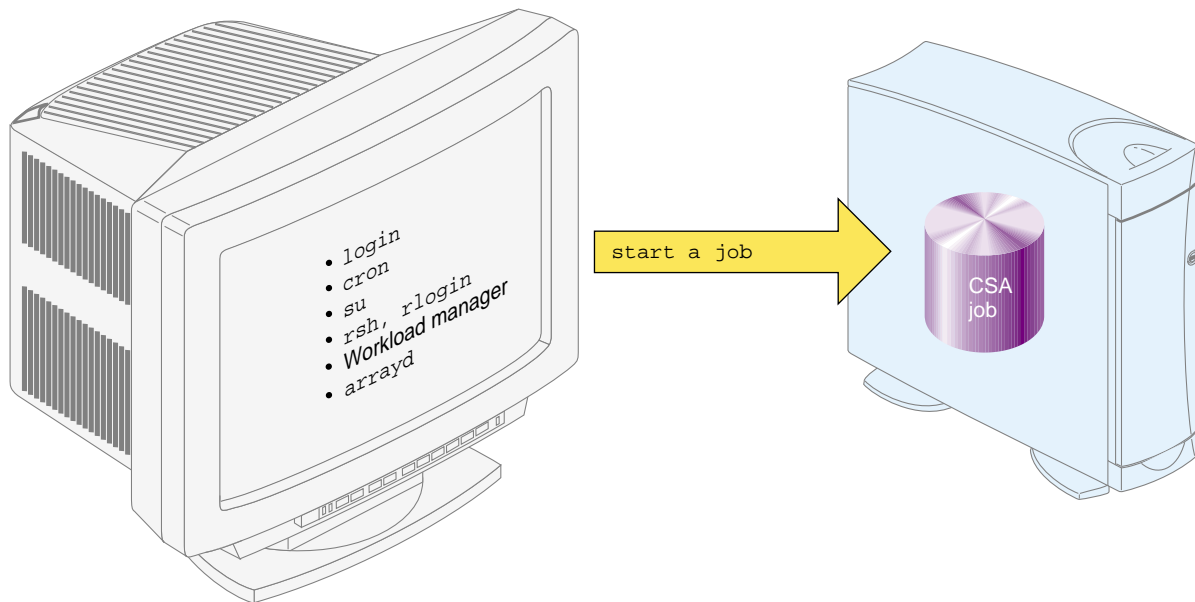 • login
• cron
• su
• rsh, rlogin
• Workload manager
• arrayd
start a job
CSA
job